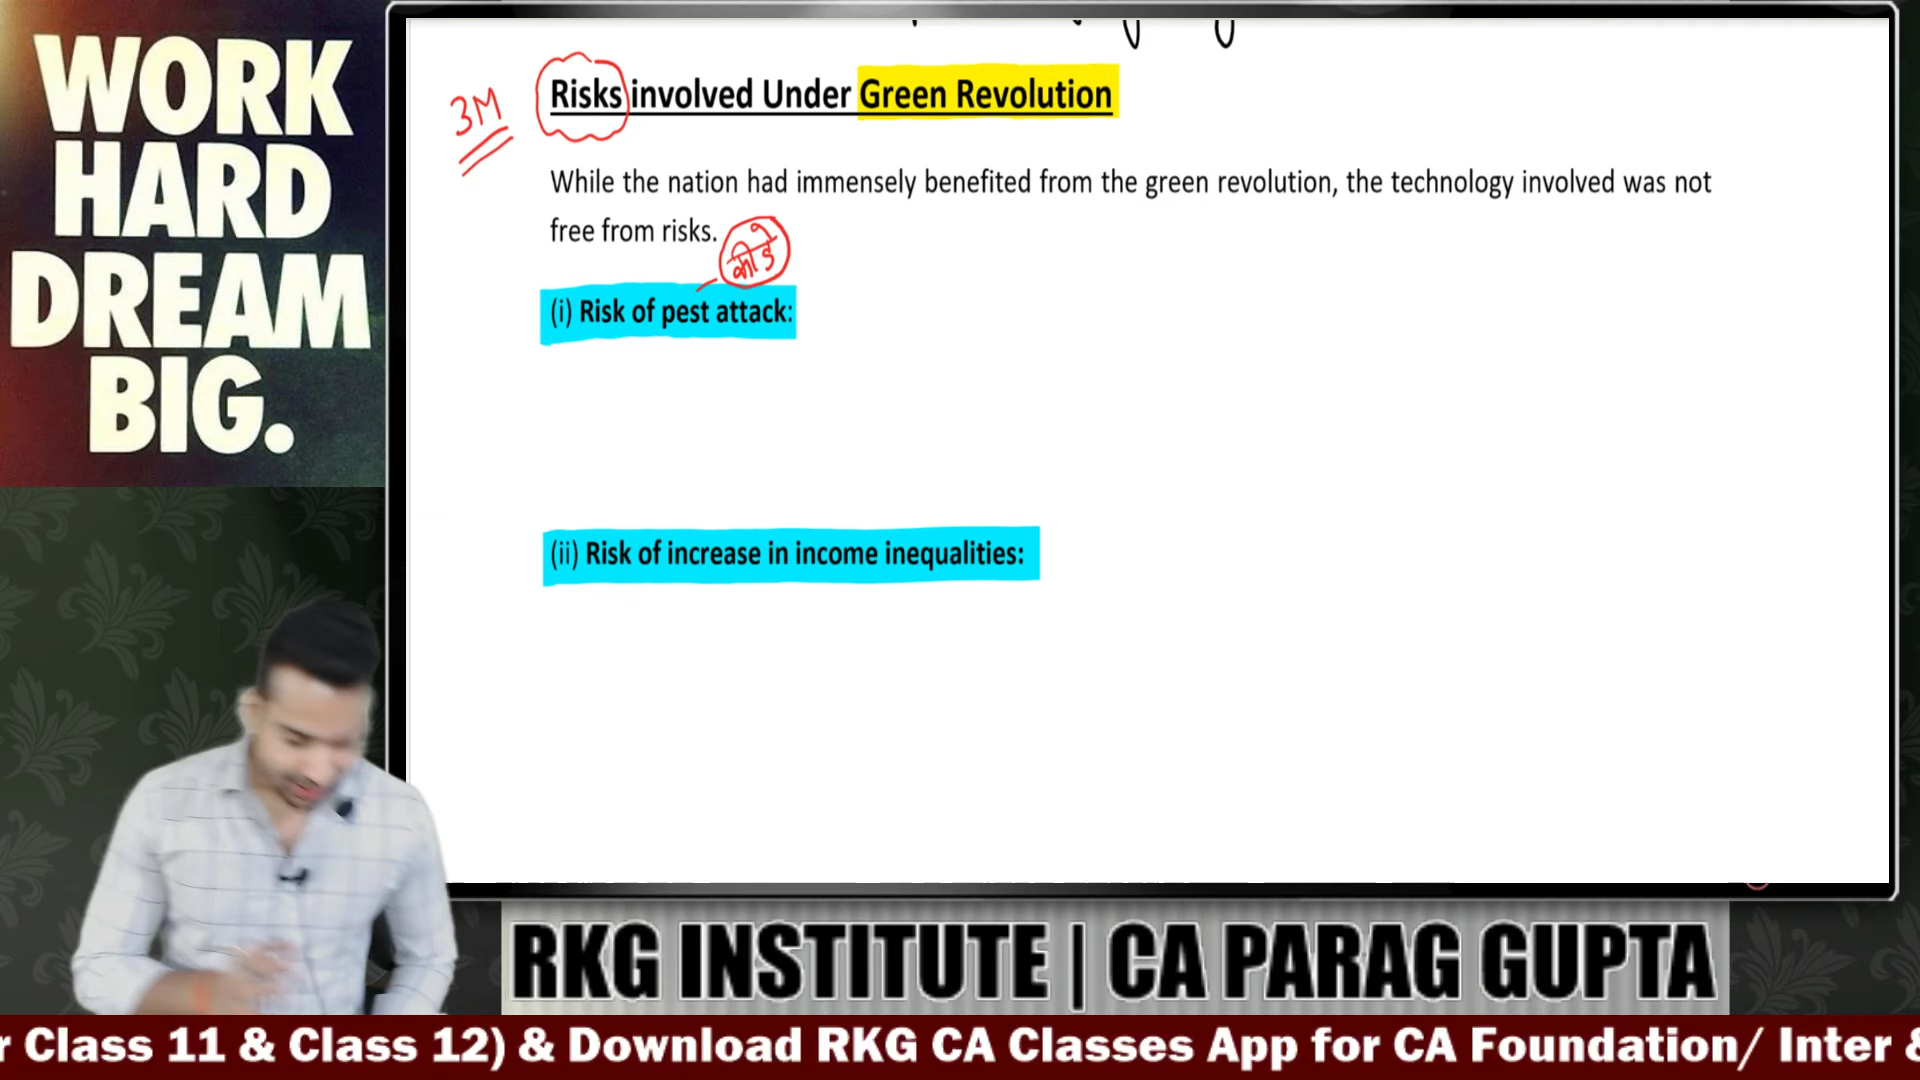 WORK
HARD
DREAM
BIG.
3M
Risks involved Under Green Revolution
While the nation had immensely benefited from the green revolution, the technology involved was not
free from risks.
कीड़े
(i) Risk of pest attack:
(ii) Risk of increase in income inequalities:
RKG INSTITUTE | CA PARAG GUPTA
r Class 11 & Class 12) & Download RKG CA Classes App for CA Foundation/ Inter &